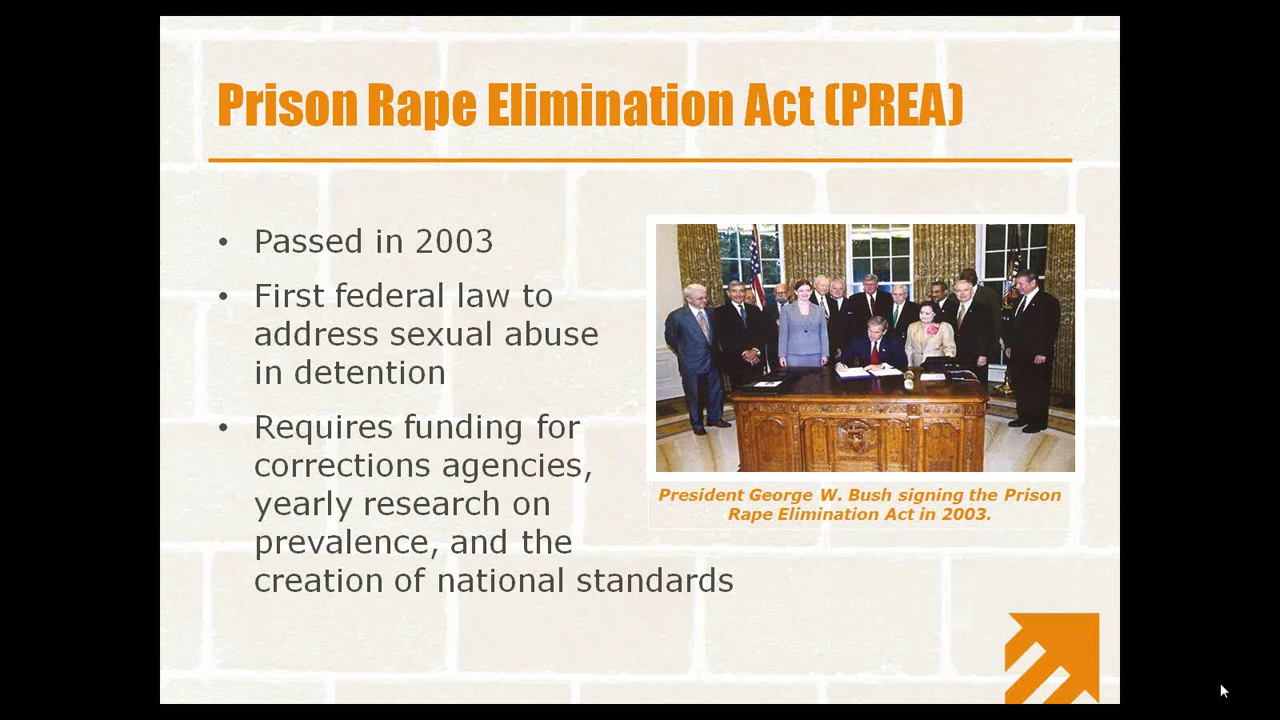 Prison Rape Elimination Act (PREA)
• Passed in 2003
• First federal law to
address sexual abuse
in detention
• Requires funding for
corrections agencies,
yearly research on
prevalence, and the
creation of national standards
President George W. Bush signing the Prison
Rape Elimination Act in 2003.